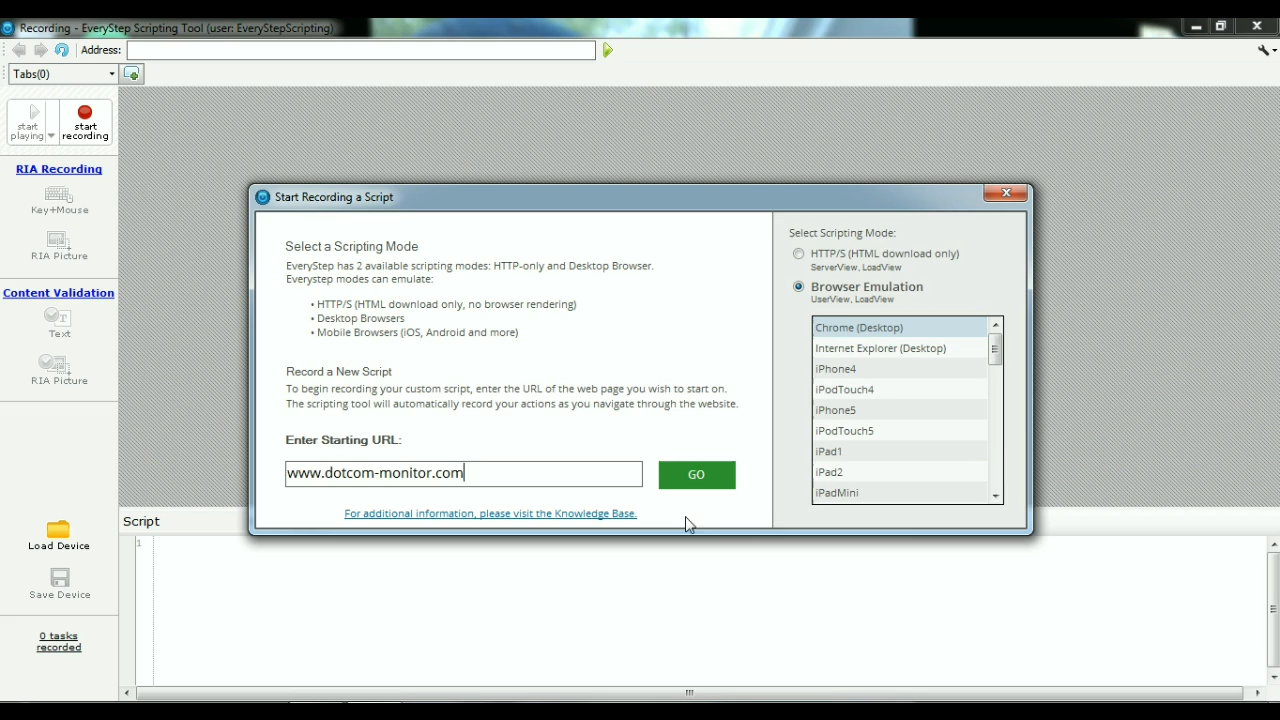 Recording - EveryStep Scripting Tool (user: EveryStepScripting)
Address:
Tabs(0)
start playing
start recording
RIA Recording
Key+Mouse
RIA Picture
Content Validation
Text
RIA Picture
Load Device
Save Device
0 tasks recorded
Start Recording a Script
Select a Scripting Mode
EveryStep has 2 available scripting modes: HTTP-only and Desktop Browser.
Everystep modes can emulate:
• HTTP/S (HTML download only, no browser rendering)
• Desktop Browsers
• Mobile Browsers (iOS, Android and more)
Record a New Script
To begin recording your custom script, enter the URL of the web page you wish to start on.
The scripting tool will automatically record your actions as you navigate through the website.
Enter Starting URL:
www.dotcom-monitor.com
GO
For additional information, please visit the Knowledge Base.
Select Scripting Mode:
HTTP/S (HTML download only)
ServerView, LoadView
Browser Emulation
UserView, LoadView
Chrome (Desktop)
Internet Explorer (Desktop)
iPhone4
iPodTouch4
iPhone5
iPodTouch5
iPad1
iPad2
iPadMini
Script
1